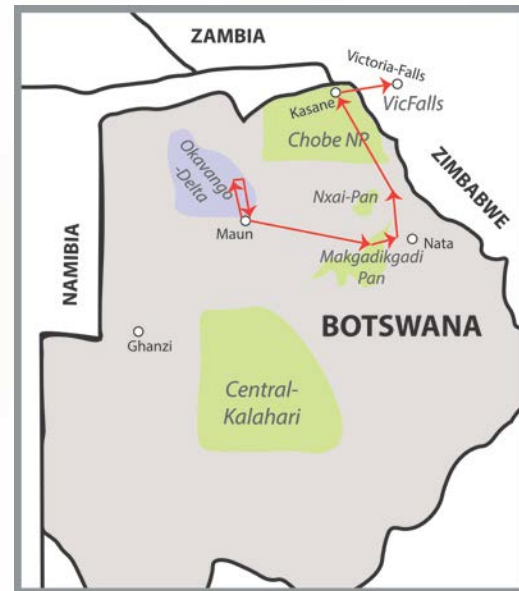 ZAMBIA
Victoria-Falls
VicFalls
Kasane
Chobe NP
ZIMBABWE
Okavango
-Delta
Nxai-Pan
Maun
Nata
Makgadikgadi
Pan
NAMIBIA
BOTSWANA
Ghanzi
Central-
Kalahari